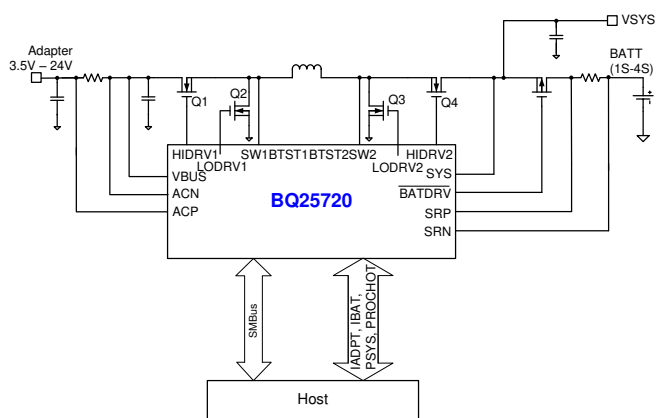 VSYS
Adapter
3.5V – 24V
BATT
(1S-4S)
Q1
Q2
Q3
Q4
HIDRV1
SW1
BTST1
BTST2
SW2
HIDRV2
LODRV1
LODRV2
VBUS
SYS
ACN
BATDRV
ACP
SRP
SRN
BQ25720
SMBus
IADPT, IBAT,
PSYS, PROCHOT
Host